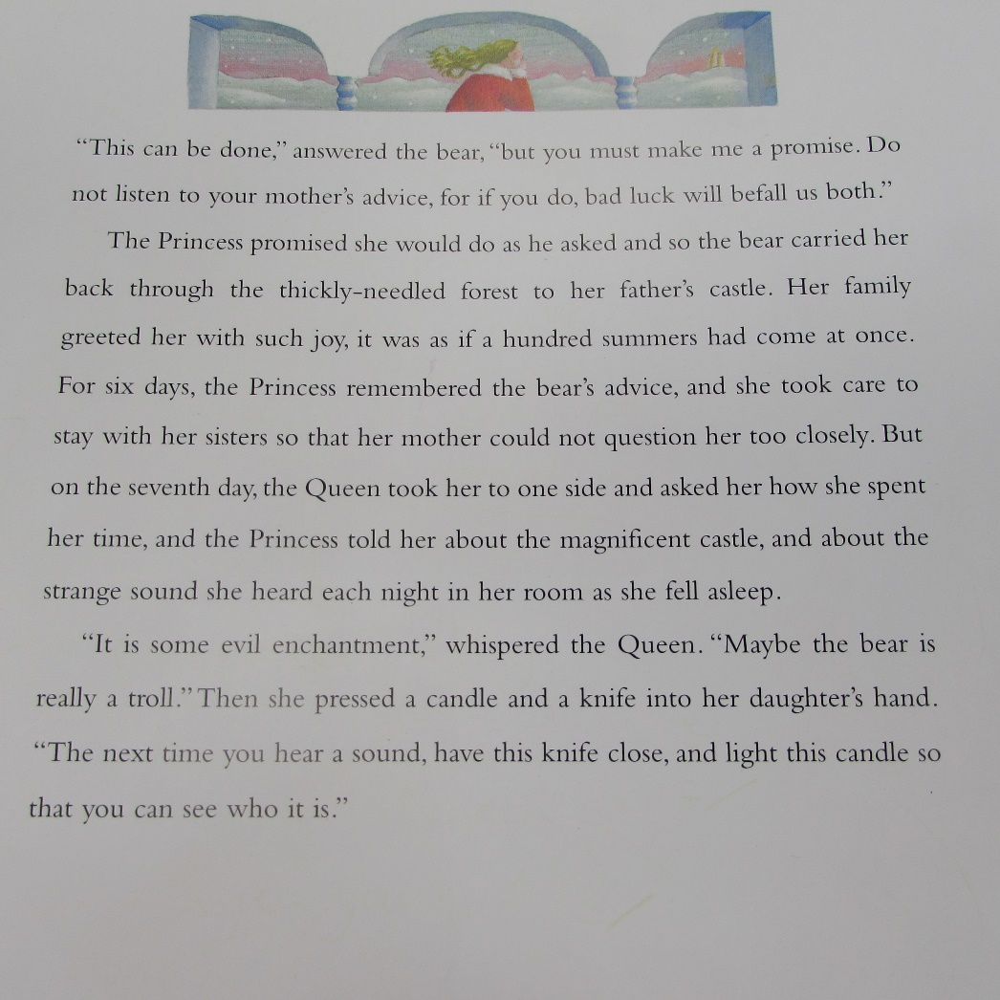 “This can be done,” answered the bear, “but you must make me a promise. Do
not listen to your mother’s advice, for if you do, bad luck will befall us both.”
The Princess promised she would do as he asked and so the bear carried her
back through the thickly-needled forest to her father’s castle. Her family
greeted her with such joy, it was as if a hundred summers had come at once.
For six days, the Princess remembered the bear’s advice, and she took care to
stay with her sisters so that her mother could not question her too closely. But
on the seventh day, the Queen took her to one side and asked her how she spent
her time, and the Princess told her about the magnificent castle, and about the
strange sound she heard each night in her room as she fell asleep.
“It is some evil enchantment,” whispered the Queen. “Maybe the bear is
really a troll.” Then she pressed a candle and a knife into her daughter’s hand.
“The next time you hear a sound, have this knife close, and light this candle so
that you can see who it is.”